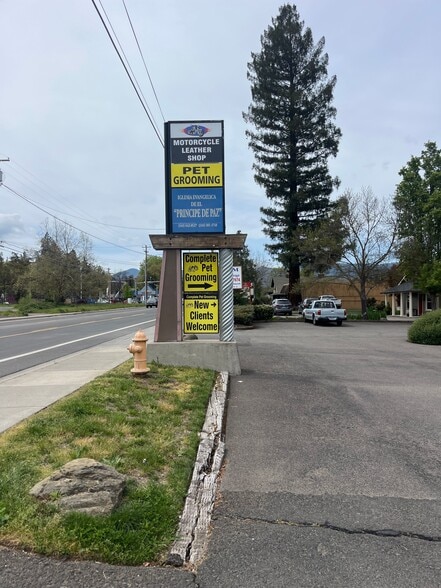 MOTORCYCLE
LEATHER
SHOP
PET
GROOMING
IGLESIA EVANGELICA
"PRINCIPE DE PAZ"
Complete
Pet
Grooming
New
Clients
Welcome